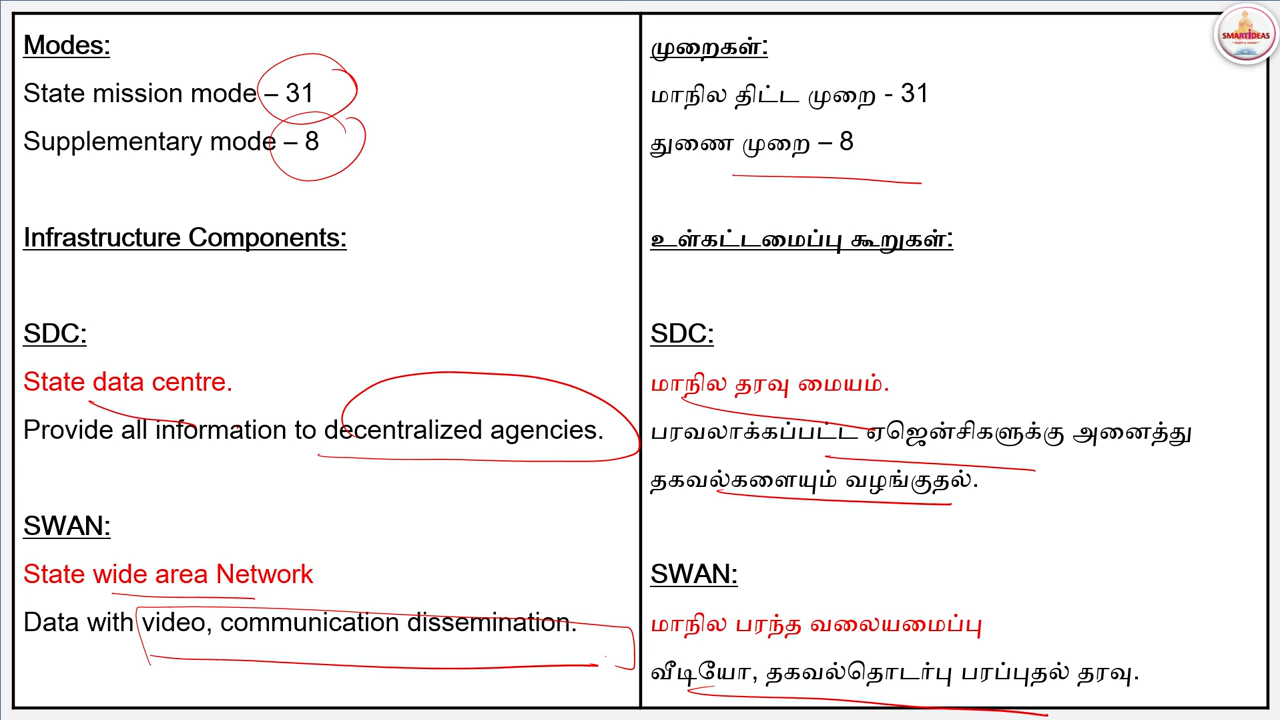 Modes:
State mission mode – 31
Supplementary mode – 8
Infrastructure Components:
SDC:
State data centre.
Provide all information to decentralized agencies.
SWAN:
State wide area Network
Data with video, communication dissemination.
முறைகள்:
மாநில திட்ட முறை - 31
துணை முறை – 8
உள்கட்டமைப்பு கூறுகள்:
SDC:
மாநில தரவு மையம்.
பரவலாக்கப்பட்ட ஏஜென்சிகளுக்கு அனைத்து
தகவல்களையும் வழங்குதல்.
SWAN:
மாநில பரந்த வலையமைப்பு
வீடியோ, தகவல்தொடர்பு பரப்புதல் தரவு.
SMARTIDEAS